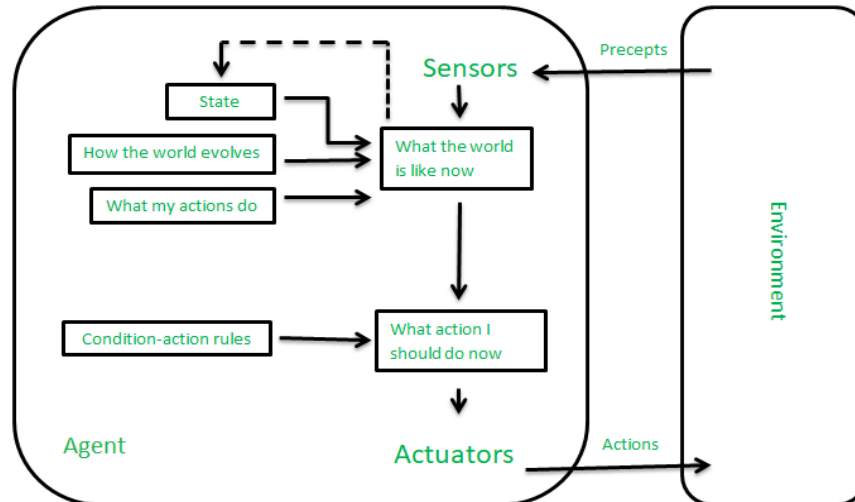 Precepts
Sensors
State
How the world evolves
What the world
is like now
What my actions do
Environment
What action I
should do now
Condition-action rules
Agent
Actuators
Actions